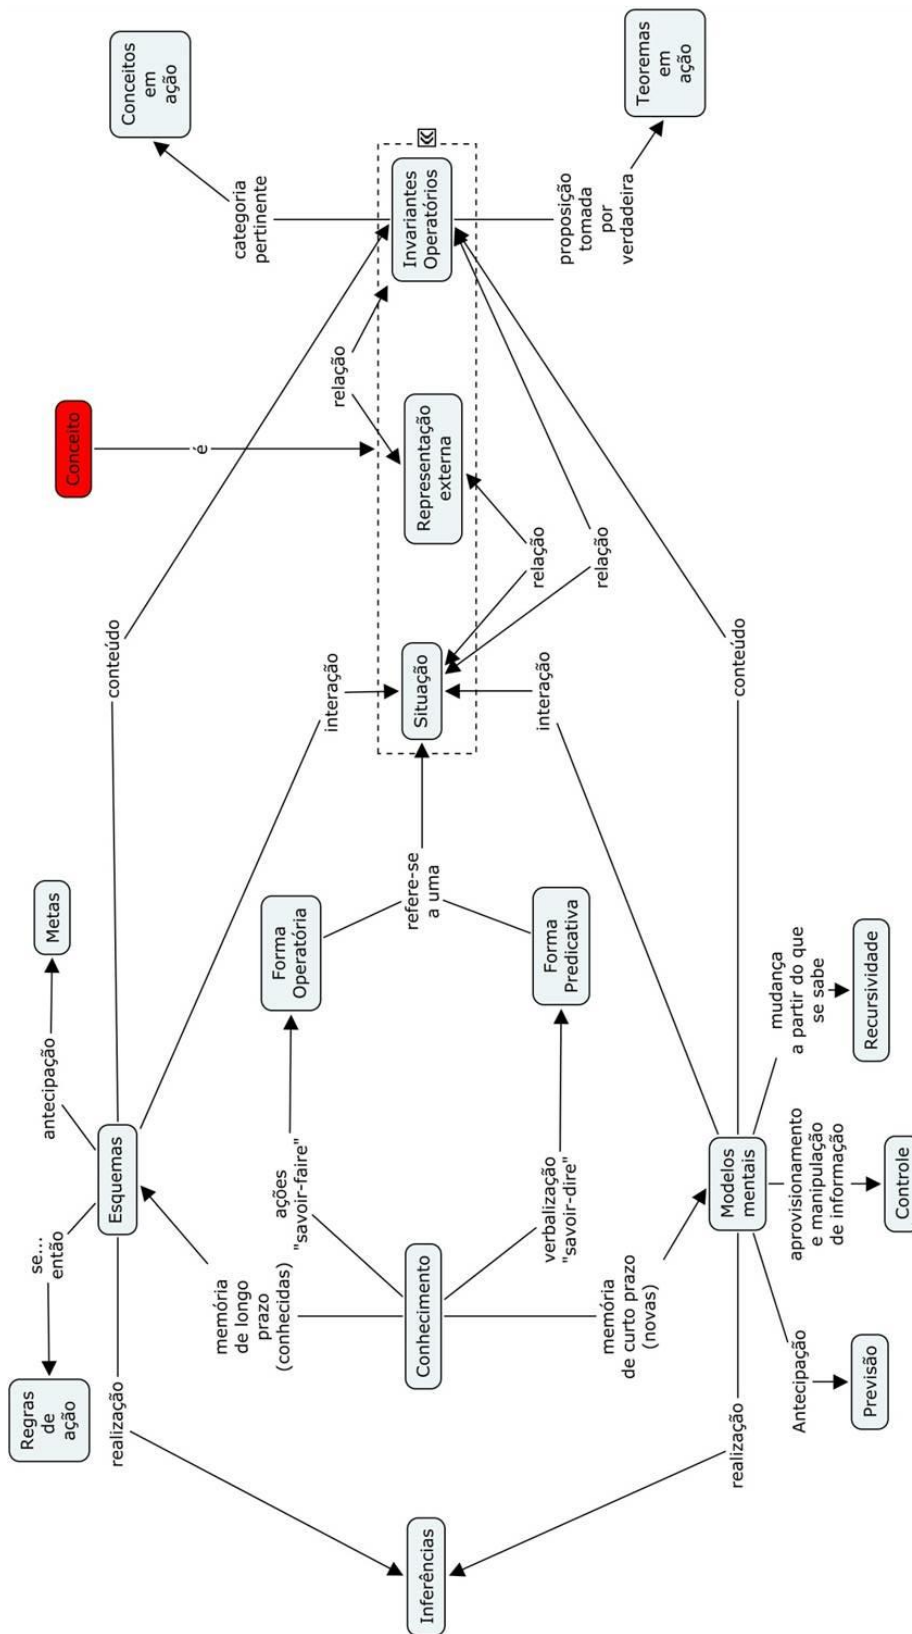 Regras
de
ação
se...
então
antecipação
Metas
Conceito
realização
Esquemas
conteúdo
Conceitos
em
ação
é
memória
de longo
prazo
(conhecidas)
categoria
pertinente
ações
"savoir-faire"
Forma
Operatória
interação
relação
Inferências
Conhecimento
refere-se
a uma
Situação
Representação
externa
Invariantes
Operatórios
verbalização
"savoir-dire"
Forma
Predicativa
interação
relação
relação
proposição
tomada
por
verdadeira
memória
de curto prazo
(novas)
Teoremas
em
ação
realização
Modelos
mentais
conteúdo
Antecipação
aprovisionamento
e manipulação
de informação
mudança
a partir do que
se sabe
Previsão
Controle
Recursividade